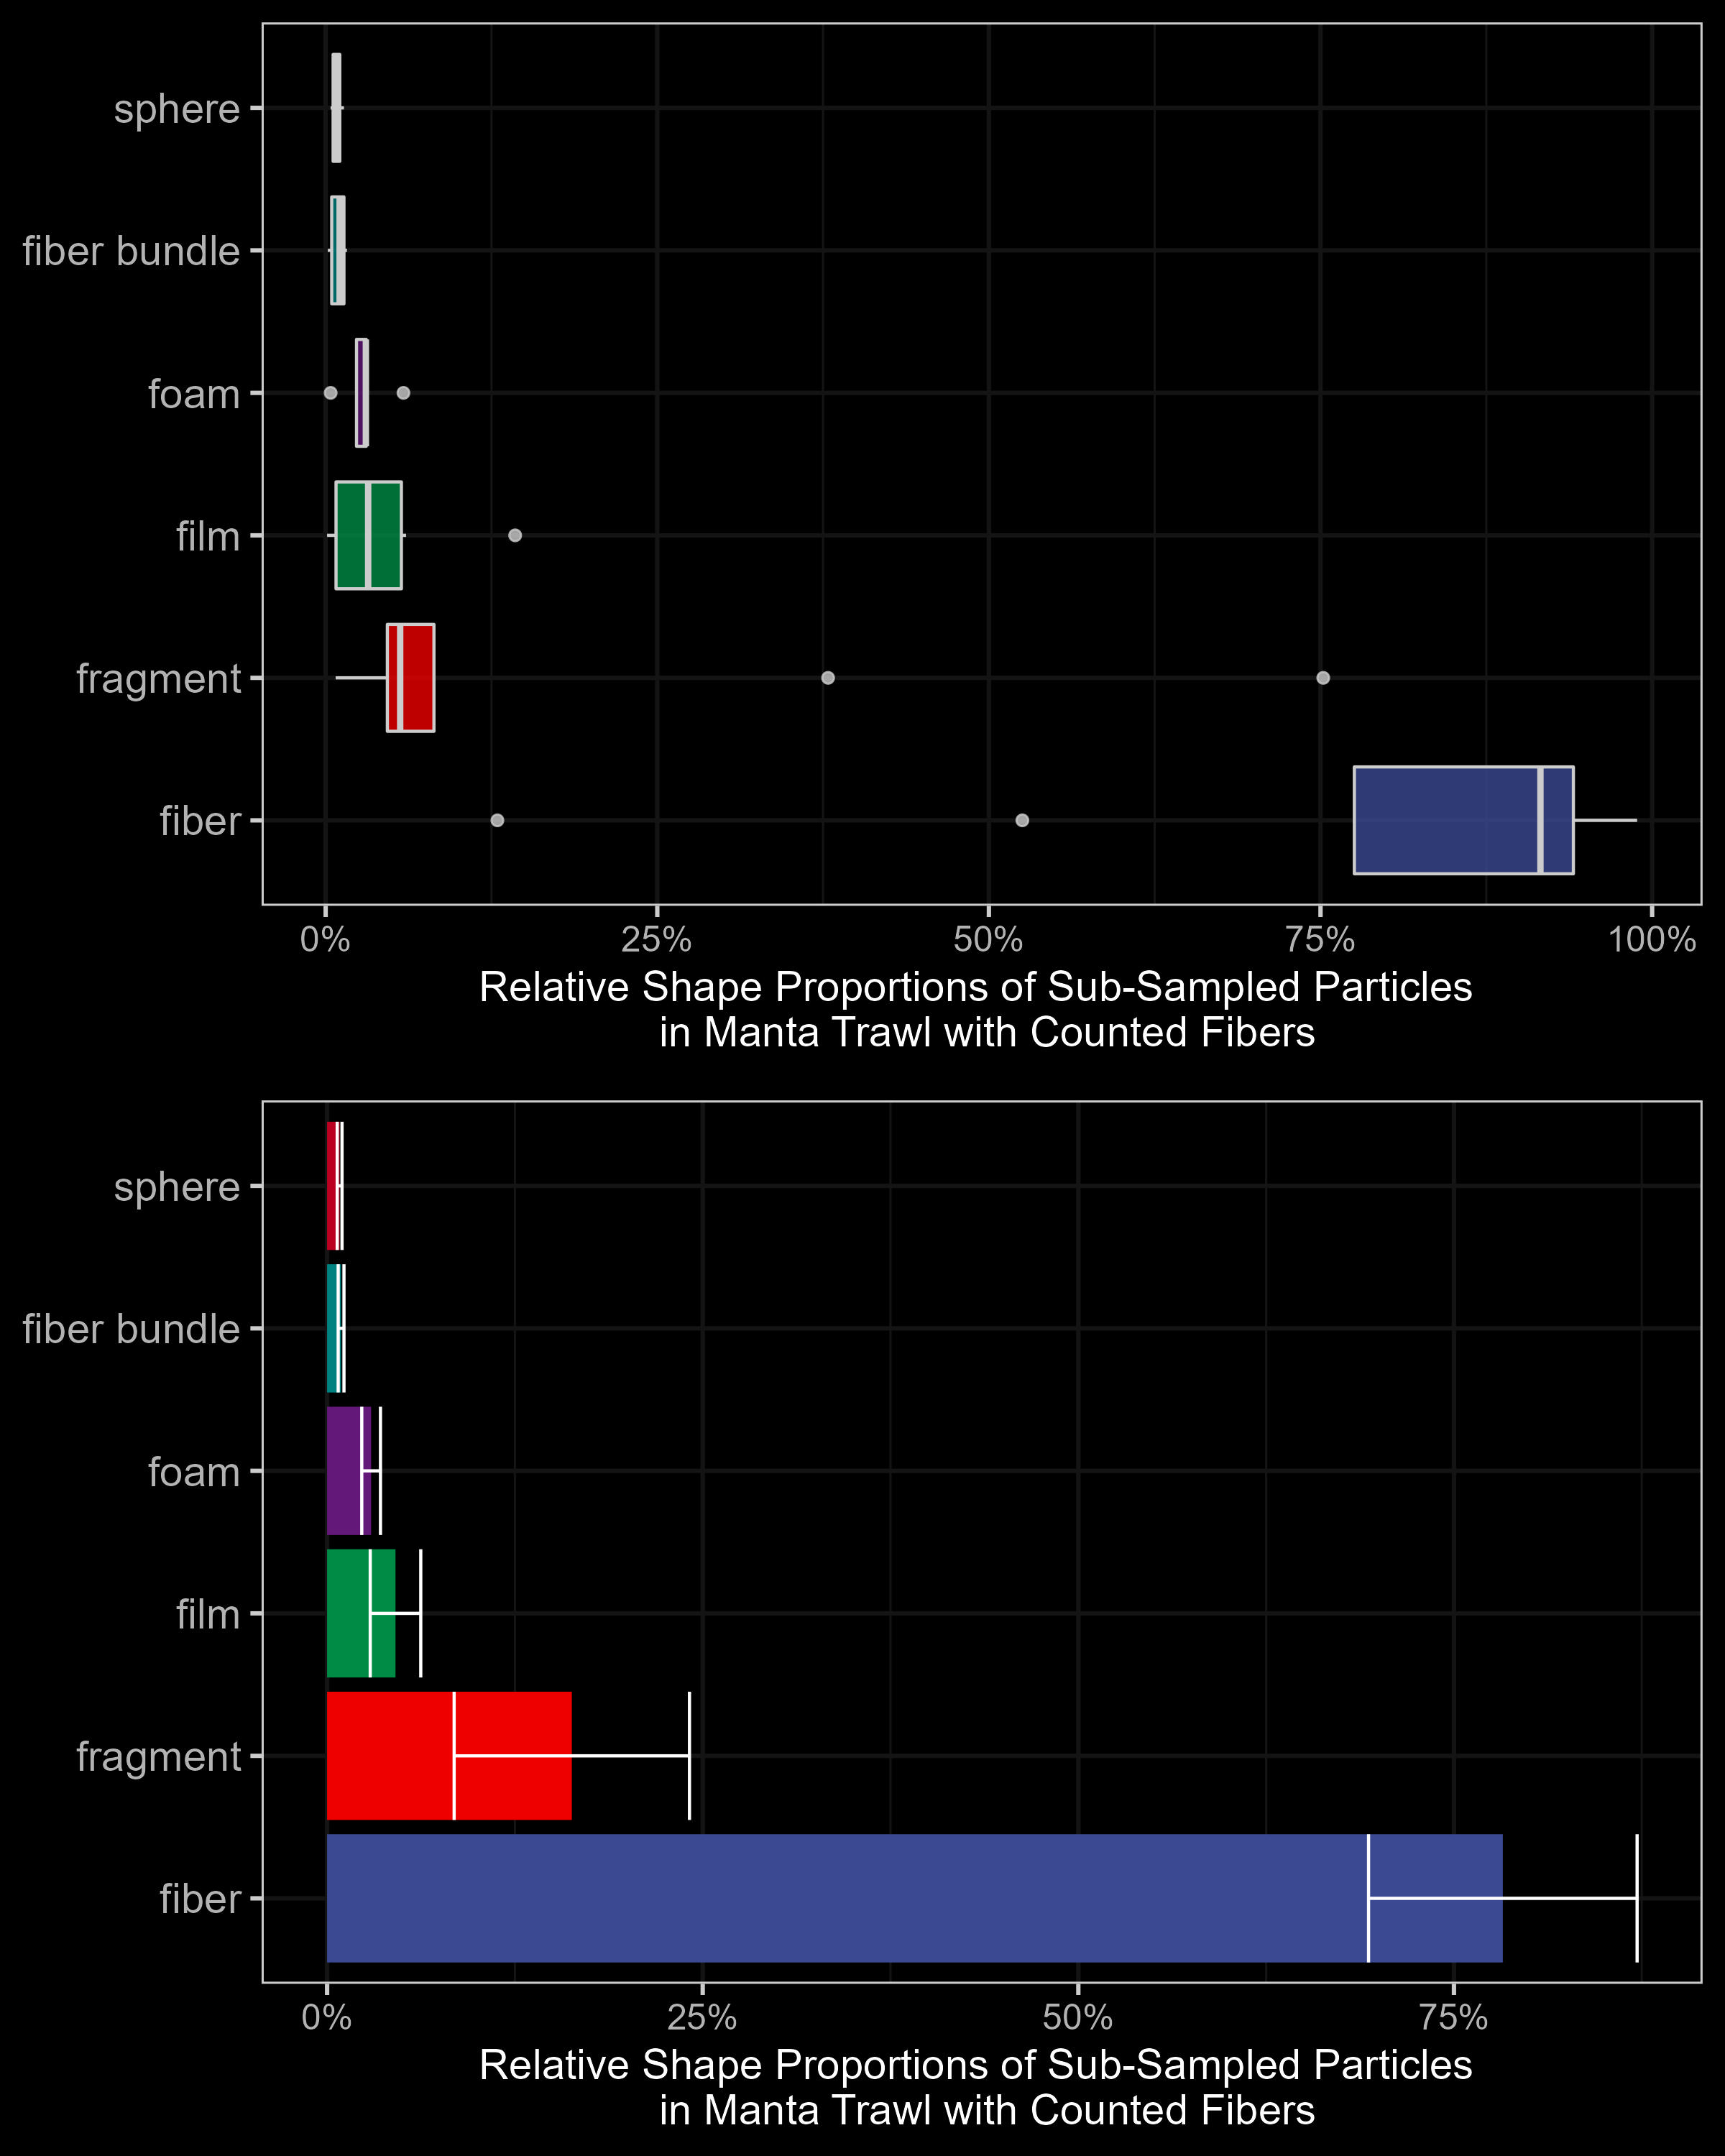 sphere
fiber bundle
foam
film
fragment
fiber
0% 25% 50% 75% 100%
Relative Shape Proportions of Sub-Sampled Particles
in Manta Trawl with Counted Fibers
sphere
fiber bundle
foam
film
fragment
fiber
0% 25% 50% 75%
Relative Shape Proportions of Sub-Sampled Particles
in Manta Trawl with Counted Fibers